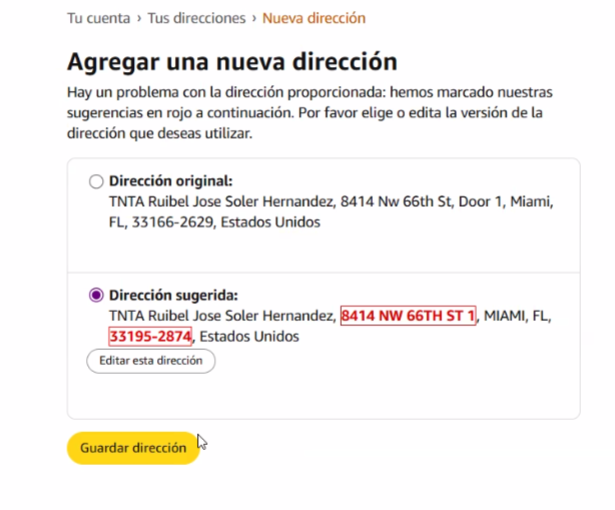 Tu cuenta › Tus direcciones › Nueva dirección
Agregar una nueva dirección
Hay un problema con la dirección proporcionada: hemos marcado nuestras
sugerencias en rojo a continuación. Por favor elige o edita la versión de la
dirección que deseas utilizar.
Dirección original:
TNTA Ruibel Jose Soler Hernandez, 8414 Nw 66th St, Door 1, Miami,
FL, 33166-2629, Estados Unidos
Dirección sugerida:
TNTA Ruibel Jose Soler Hernandez, 8414 NW 66TH ST 1, MIAMI, FL,
33195-2874, Estados Unidos
Editar esta dirección
Guardar dirección